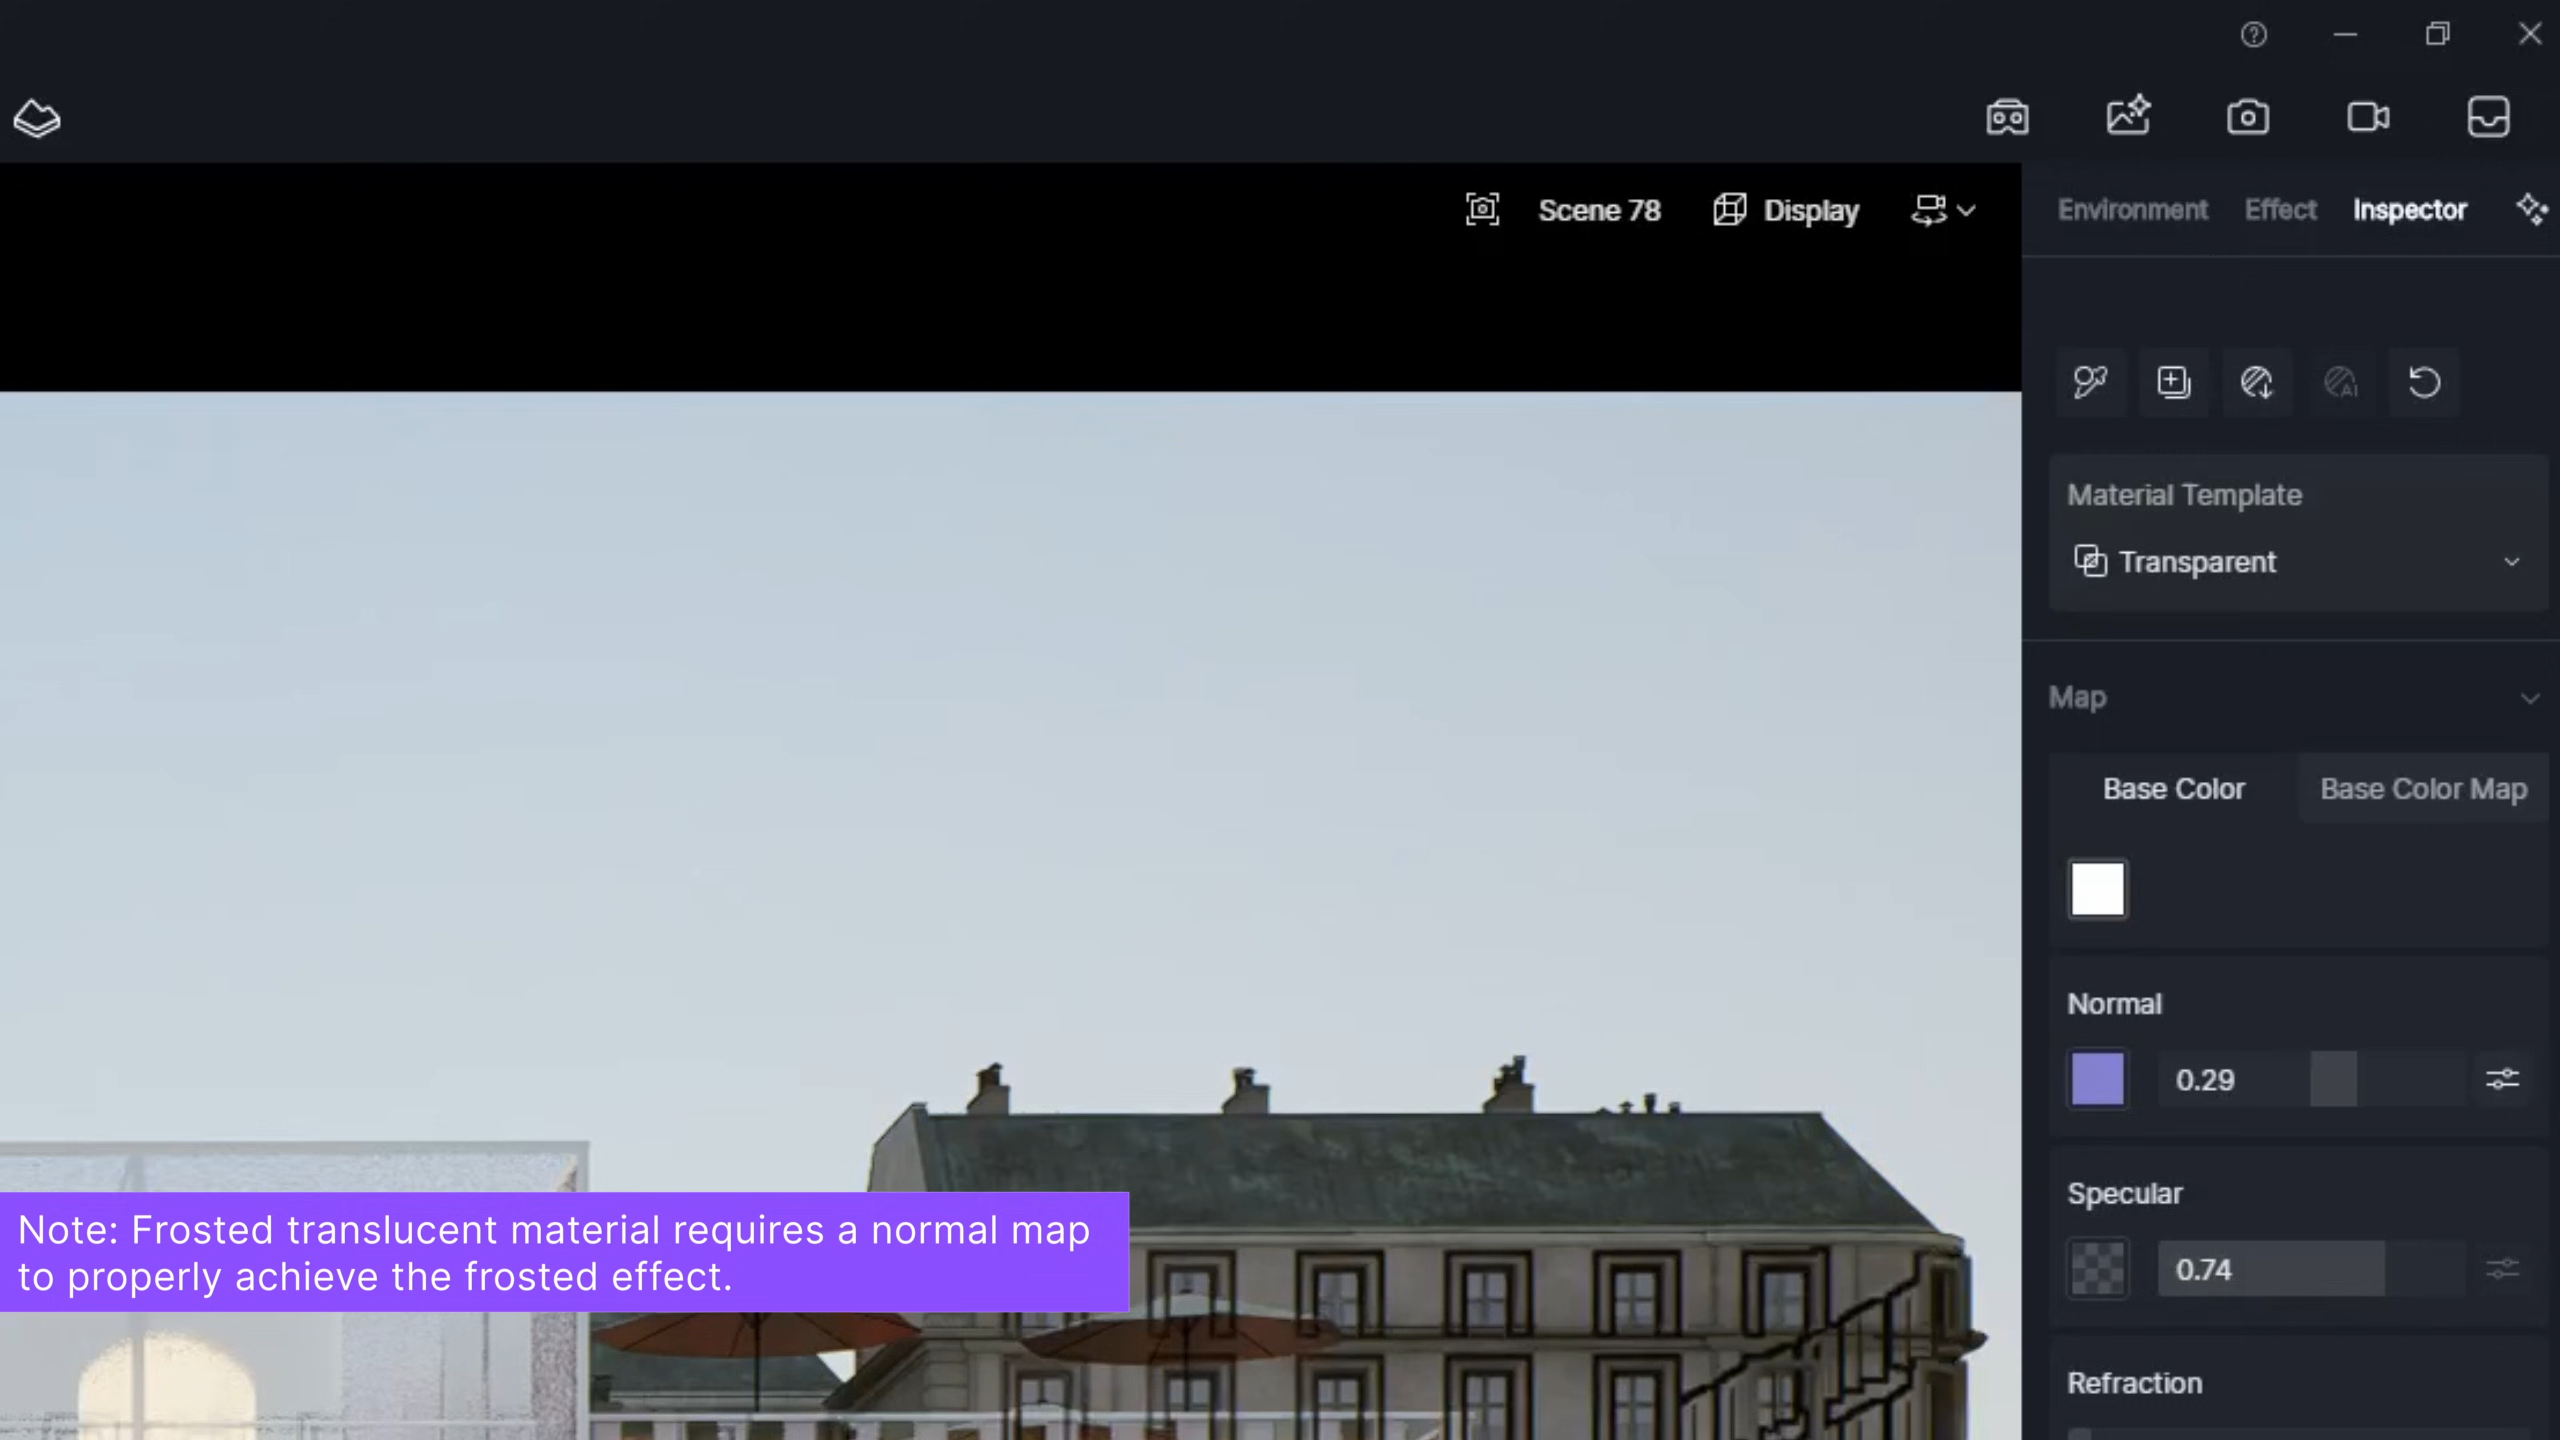 Scene 78
Display
Environment
Effect
Inspector
AI
Material Template
Transparent
Map
Base Color
Base Color Map
Normal
0.29
Specular
0.74
Refraction
Note: Frosted translucent material requires a normal map
to properly achieve the frosted effect.